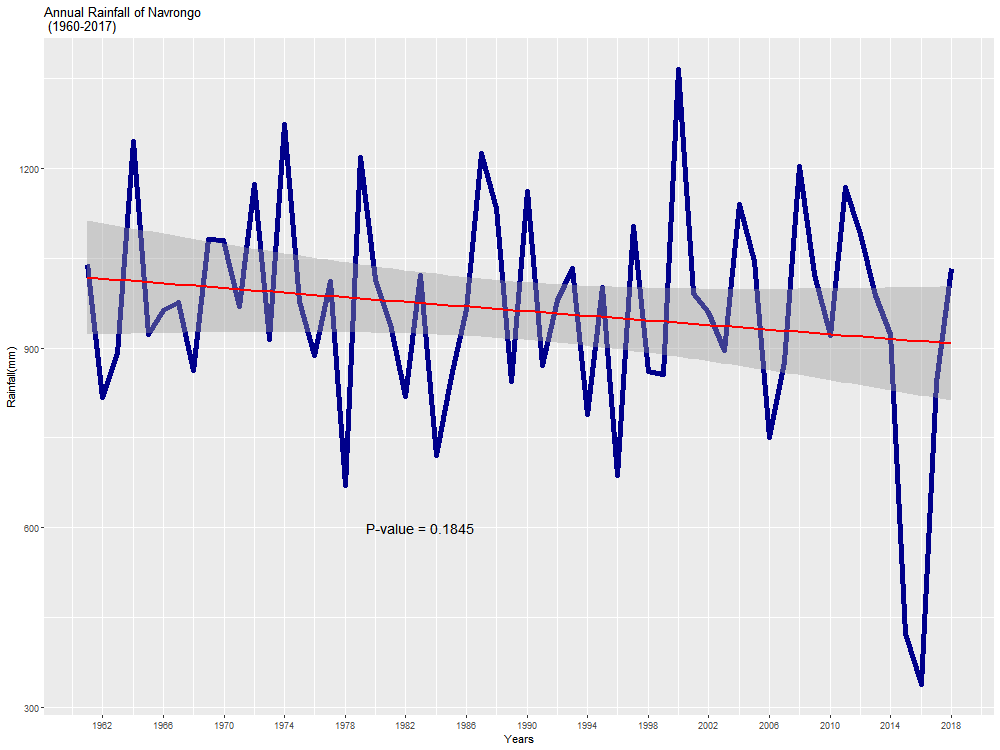 Annual Rainfall of Navrongo
(1960-2017)
Rainfall(mm)
1200
900
600
300
P-value = 0.1845
1962 1966 1970 1974 1978 1982 1986 1990 1994 1998 2002 2006 2010 2014 2018
Years